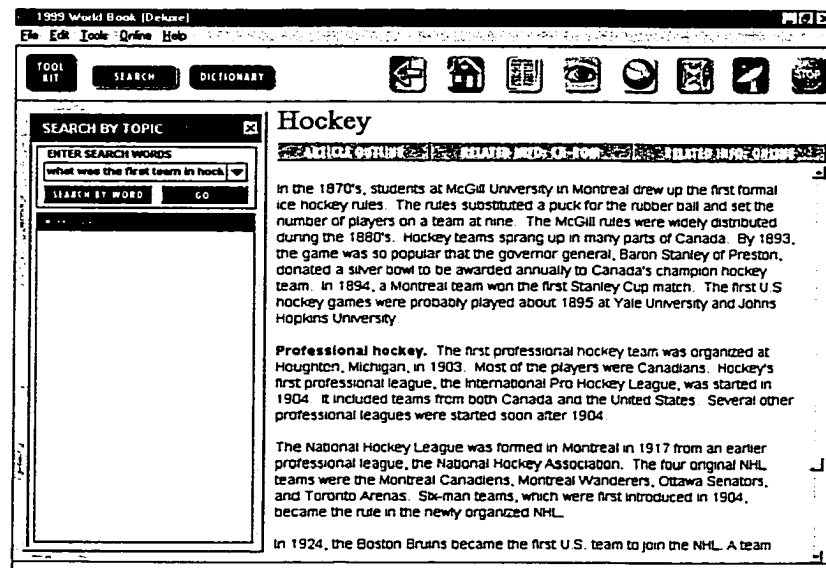 1999 World Book [Deluxe]
File Edit Tools Online Help
TOOL KIT SEARCH DICTIONARY STOP
SEARCH BY TOPIC
ENTER SEARCH WORDS
what was the first team in hock
SEARCH BY WORD GO
Hockey
ARTICLE OUTLINE RELATED INFO: CD-ROM RELATED INFO: ONLINE
In the 1870's, students at McGill University in Montreal drew up the first formal
ice hockey rules. The rules substituted a puck for the rubber ball and set the
number of players on a team at nine. The McGill rules were widely distributed
during the 1880's. Hockey teams sprang up in many parts of Canada. By 1893,
the game was so popular that the governor general, Baron Stanley of Preston,
donated a silver bowl to be awarded annually to Canada's champion hockey
team. In 1894, a Montreal team won the first Stanley Cup match. The first U.S
hockey games were probably played about 1895 at Yale University and Johns
Hopkins University
Professional hockey. The first professional hockey team was organized at
Houghton, Michigan, in 1903. Most of the players were Canadians. Hockey's
first professional league, the International Pro Hockey League, was started in
1904. It included teams from both Canada and the United States. Several other
professional leagues were started soon after 1904
The National Hockey League was formed in Montreal in 1917 from an earlier
professional league, the National Hockey Association. The four original NHL
teams were the Montreal Canadiens, Montreal Wanderers, Ottawa Senators,
and Toronto Arenas. Six-man teams, which were first introduced in 1904,
became the rule in the newly organized NHL.
In 1924, the Boston Bruins became the first U.S. team to join the NHL. A team